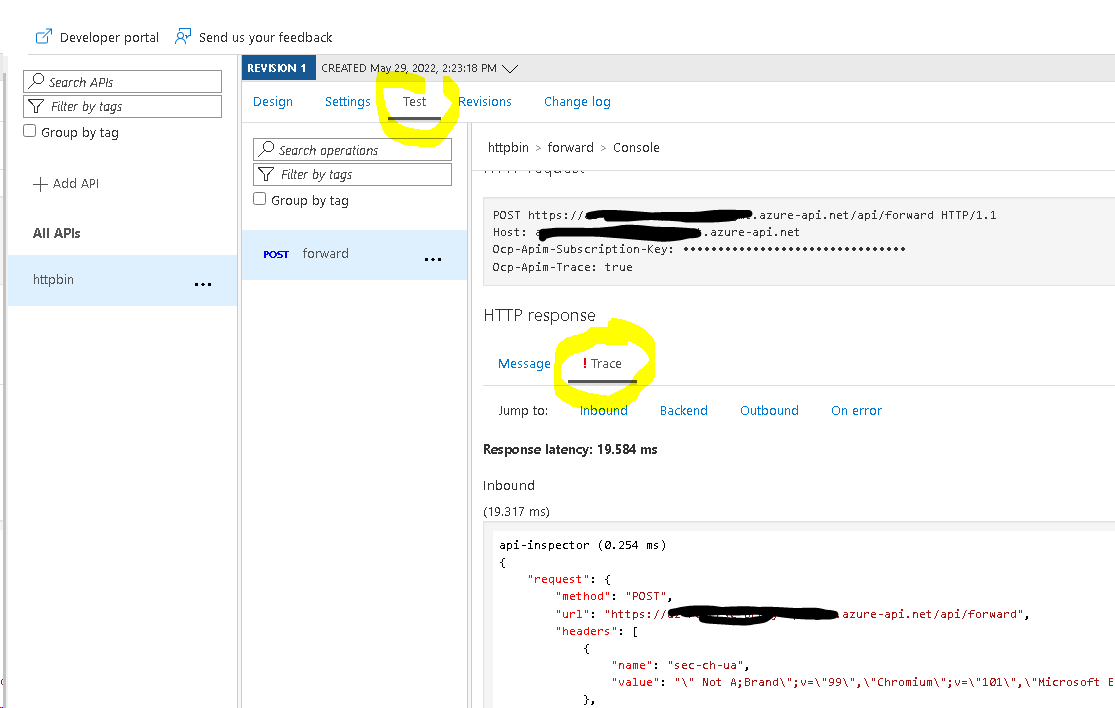 Developer portal
Send us your feedback
Search APIs
Filter by tags
Group by tag
Add API
All APIs
httpbin
...
REVISION 1 CREATED May 29, 2022, 2:23:18 PM
Design Settings Test Revisions Change log
Search operations
Filter by tags
Group by tag
POST forward ...
httpbin > forward > Console
HTTP request
POST https:// .azure-api.net/api/forward HTTP/1.1
Host: .azure-api.net
Ocp-Apim-Subscription-Key: ••••••••••••••••••••••••••••••••
Ocp-Apim-Trace: true
HTTP response
Message ! Trace
Jump to: Inbound Backend Outbound On error
Response latency: 19.584 ms
Inbound
(19.317 ms)
api-inspector (0.254 ms)
{
"request": {
"method": "POST",
"url": "https:// .azure-api.net/api/forward",
"headers": [
{
"name": "sec-ch-ua",
"value": "\" Not A;Brand\";v=\"99\",\"Chromium\";v=\"101\",\"Microsoft E
},